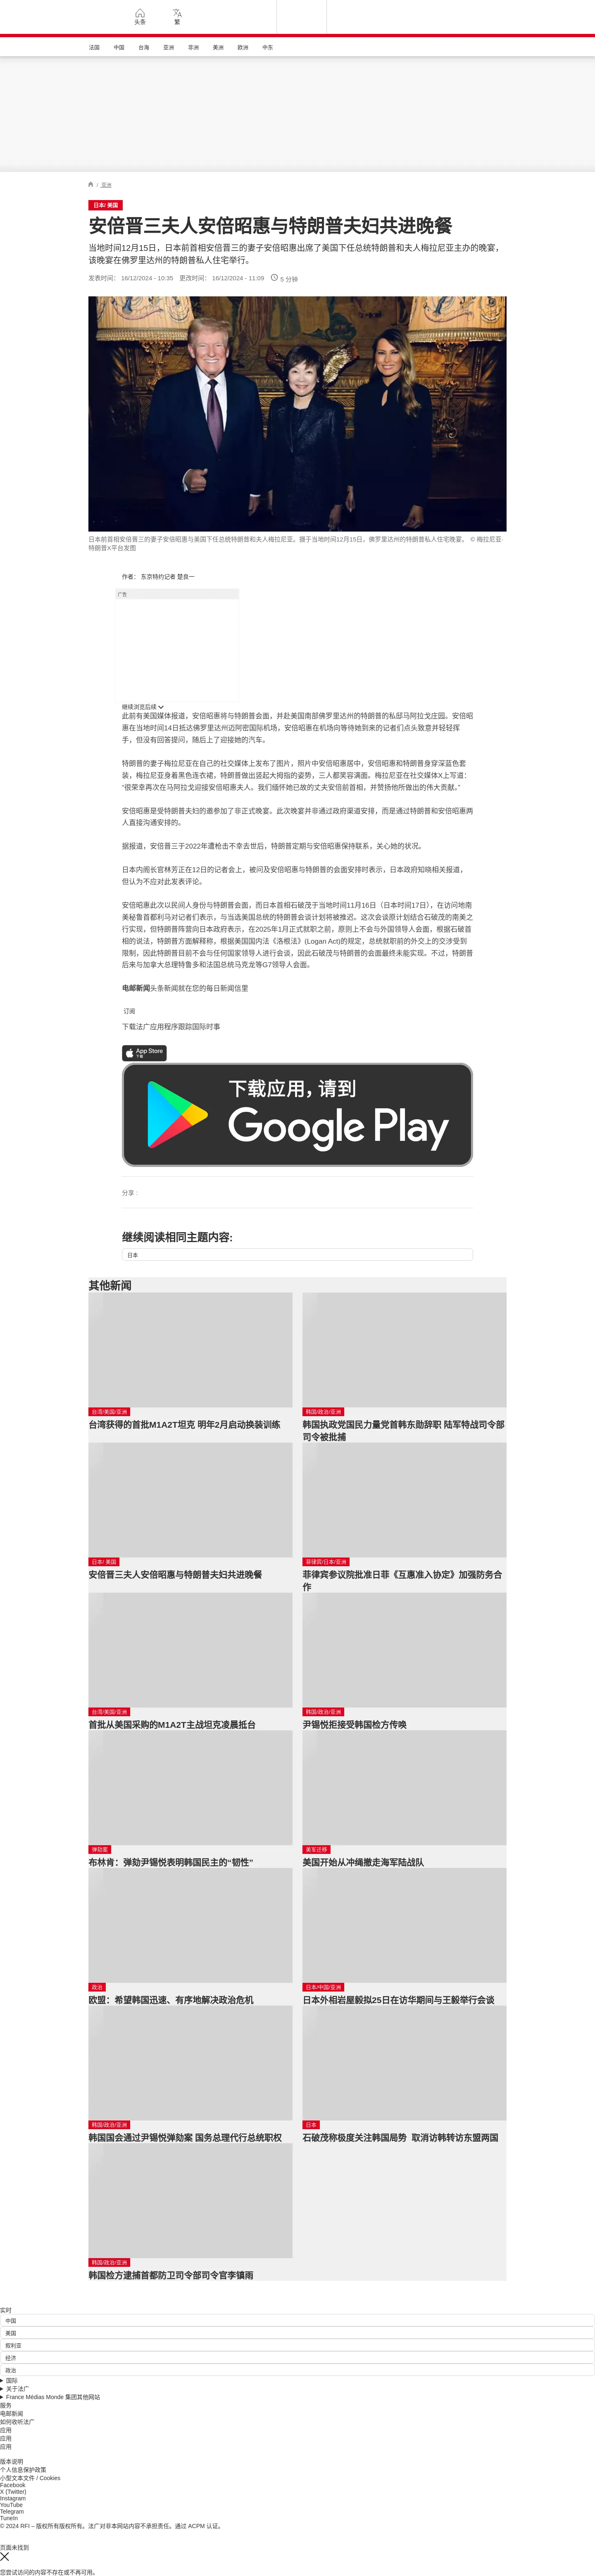 头条
繁
法国
中国
台海
亚洲
非洲
美洲
欧洲
中东
/ 亚洲
日本/ 美国
安倍晋三夫人安倍昭惠与特朗普夫妇共进晚餐
当地时间12月15日，日本前首相安倍晋三的妻子安倍昭惠出席了美国下任总统特朗普和夫人梅拉尼亚主办的晚宴，
该晚宴在佛罗里达州的特朗普私人住宅举行。
发表时间： 16/12/2024 - 10:35 更改时间： 16/12/2024 - 11:09 5 分钟
日本前首相安倍晋三的妻子安倍昭惠与美国下任总统特朗普和夫人梅拉尼亚。摄于当地时间12月15日，佛罗里达州的特朗普私人住宅晚宴。 © 梅拉尼亚·
特朗普X平台发图
作者： 东京特约记者 楚良一
广告
继续浏览后续
此前有美国媒体报道，安倍昭惠将与特朗普会面，并赴美国南部佛罗里达州的特朗普的私邸马阿拉戈庄园。安倍昭
惠在当地时间14日抵达佛罗里达州迈阿密国际机场，安倍昭惠在机场向等待她到来的记者们点头致意并轻轻挥
手，但没有回答提问，随后上了迎接她的汽车。
特朗普的妻子梅拉尼亚在自己的社交媒体上发布了图片，照片中安倍昭惠居中，安倍昭惠和特朗普身穿深蓝色套
装，梅拉尼亚身着黑色连衣裙，特朗普做出竖起大拇指的姿势，三人都笑容满面。梅拉尼亚在社交媒体X上写道：
“很荣幸再次在马阿拉戈迎接安倍昭惠夫人。我们缅怀她已故的丈夫安倍前首相，并赞扬他所做出的伟大贡献。”
安倍昭惠是受特朗普夫妇的邀参加了非正式晚宴。此次晚宴并非通过政府渠道安排，而是通过特朗普和安倍昭惠两
人直接沟通安排的。
据报道，安倍晋三于2022年遭枪击不幸去世后，特朗普定期与安倍昭惠保持联系，关心她的状况。
日本内阁长官林芳正在12日的记者会上，被问及安倍昭惠与特朗普的会面安排时表示，日本政府知晓相关报道，
但认为不应对此发表评论。
安倍昭惠此次以民间人身份与特朗普会面，而日本首相石破茂于当地时间11月16日（日本时间17日），在访问地南
美秘鲁首都利马对记者们表示，与当选美国总统的特朗普会谈计划将被推迟。这次会谈原计划结合石破茂的南美之
行实现，但特朗普阵营向日本政府表示，在2025年1月正式就职之前，原则上不会与外国领导人会面，根据石破首
相的说法，特朗普方面解释称，根据美国国内法《洛根法》(Logan Act)的规定，总统就职前的外交上的交涉受到
限制，因此特朗普目前不会与任何国家领导人进行会谈，因此石破茂与特朗普的会面最终未能实现。不过，特朗普
后来与加拿大总理特鲁多和法国总统马克龙等G7领导人会面。
电邮新闻头条新闻就在您的每日新闻信里
订阅
下载法广应用程序跟踪国际时事
App Store
下载
下载应用，请到
Google Play
分享 :
继续阅读相同主题内容:
日本
其他新闻
台湾/美国/亚洲
台湾获得的首批M1A2T坦克 明年2月启动换装训练
韩国/政治/亚洲
韩国执政党国民力量党首韩东勋辞职 陆军特战司令部
司令被批捕
日本/ 美国
安倍晋三夫人安倍昭惠与特朗普夫妇共进晚餐
菲律宾/日本/亚洲
菲律宾参议院批准日菲《互惠准入协定》加强防务合
作
台湾/美国/亚洲
首批从美国采购的M1A2T主战坦克凌晨抵台
韩国/政治/亚洲
尹锡悦拒接受韩国检方传唤
弹劾案
布林肯：弹劾尹锡悦表明韩国民主的“韧性”
美军迁移
美国开始从冲绳撤走海军陆战队
政治
欧盟：希望韩国迅速、有序地解决政治危机
日本/中国/亚洲
日本外相岩屋毅拟25日在访华期间与王毅举行会谈
韩国/政治/亚洲
韩国国会通过尹锡悦弹劾案 国务总理代行总统职权
日本
石破茂称极度关注韩国局势 取消访韩转访东盟两国
韩国/政治/亚洲
韩国检方逮捕首都防卫司令部司令官李镇雨
实时
中国
美国
叙利亚
经济
政治
国际
关于法广
France Médias Monde 集团其他网站
服务
电邮新闻
如何收听法广
应用
应用
应用
版本说明
个人信息保护政策
小型文本文件 / Cookies
Facebook
X (Twitter)
Instagram
YouTube
Telegram
TuneIn
© 2024 RFI – 版权所有版权所有。法广对非本网站内容不承担责任。通过 ACPM 认证。
页面未找到
您尝试访问的内容不存在或不再可用。